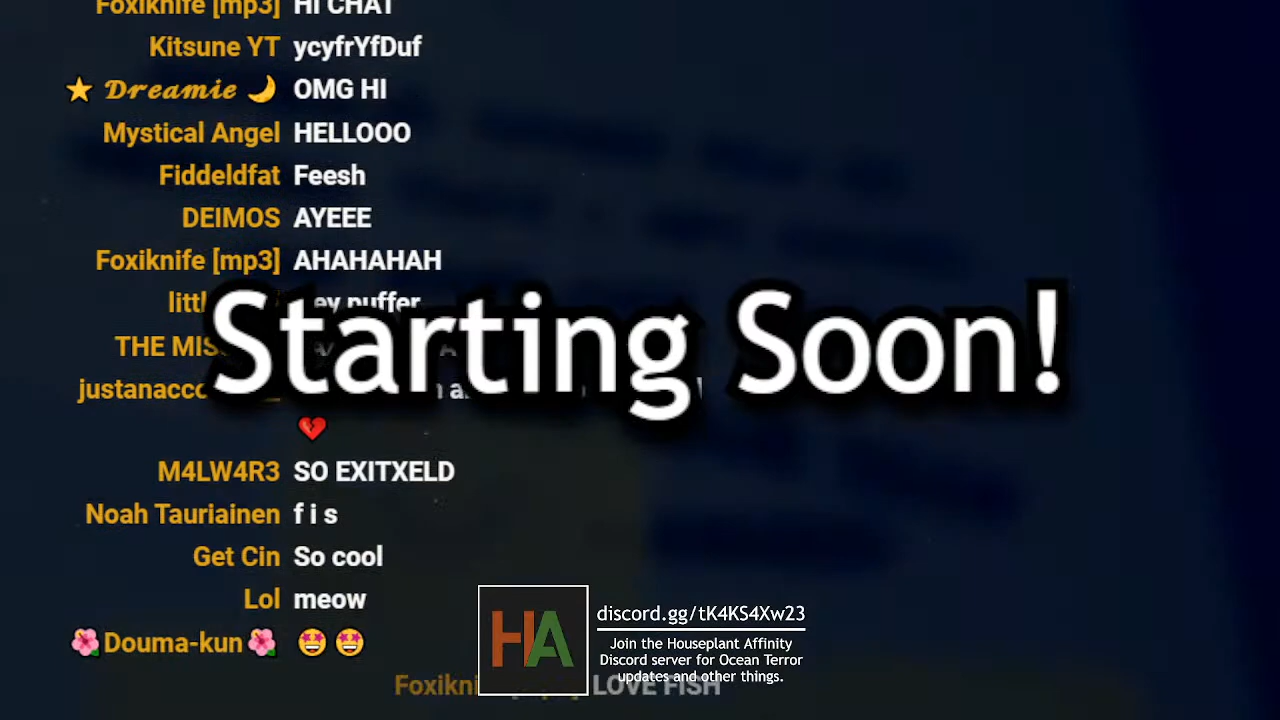 Foxiknife [mp3] HI CHAT
Kitsune YT ycyfrYfDuf
⭐ 𝓓𝓻𝓮𝓪𝓶𝓲𝓮 🌙 OMG HI
Mystical Angel HELLOOO
Fiddeldfat Feesh
DEIMOS AYEEE
Foxiknife [mp3] AHAHAHAH
puffer
THE
Starting Soon!
💔
M4LW4R3 SO EXITXELD
Noah Tauriainen f i s
Get Cin So cool
Lol meow
🌺Douma-kun🌺 🤩 🤩
HA
discord.gg/tK4KS4Xw23
Join the Houseplant Affinity
Discord server for Ocean Terror
updates and other things.
LOVE FISH